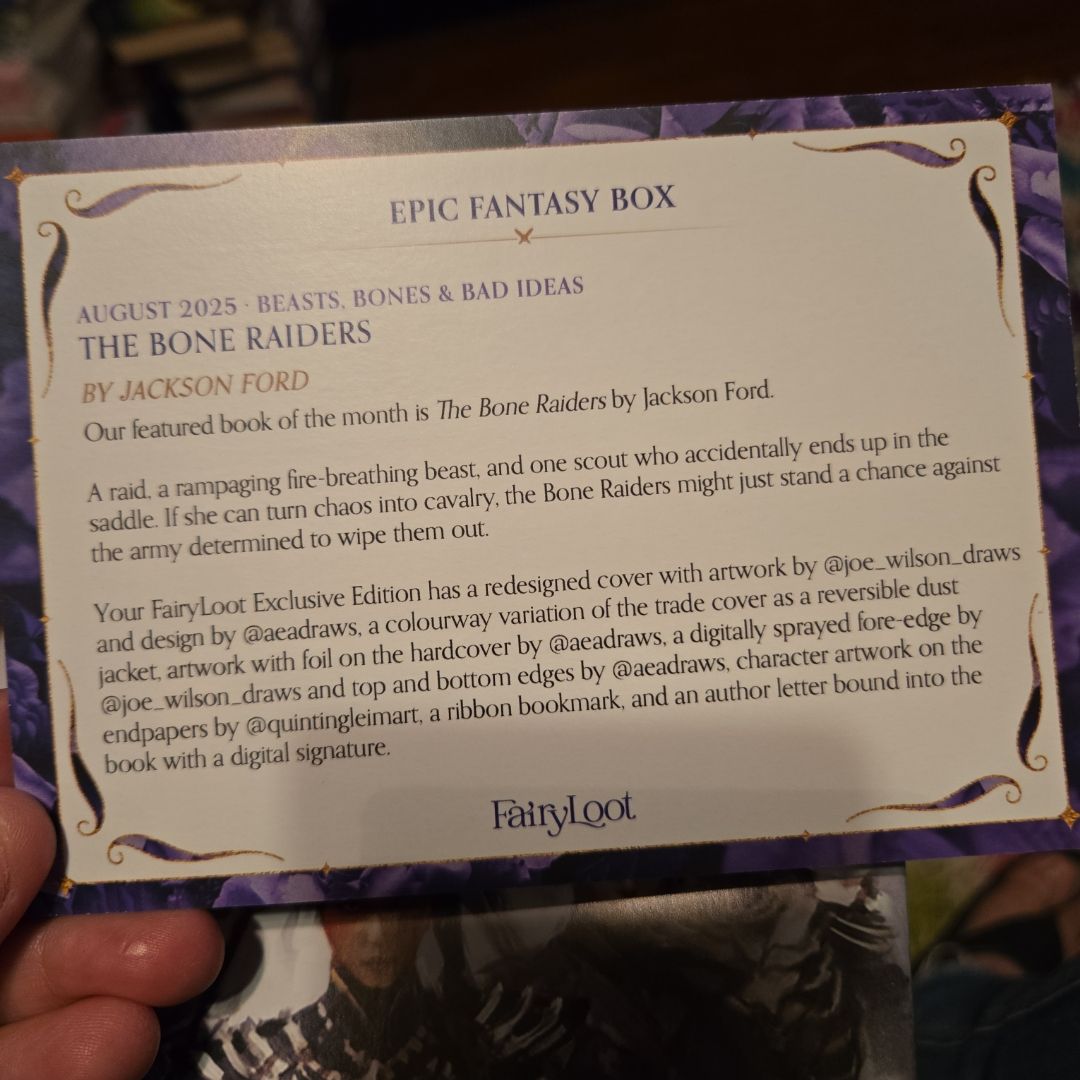 EPIC FANTASY BOX
AUGUST 2025 · BEASTS, BONES & BAD IDEAS
THE BONE RAIDERS
BY JACKSON FORD
Our featured book of the month is The Bone Raiders by Jackson Ford.
A raid, a rampaging fire-breathing beast, and one scout who accidentally ends up in the
saddle. If she can turn chaos into cavalry, the Bone Raiders might just stand a chance against
the army determined to wipe them out.
Your FairyLoot Exclusive Edition has a redesigned cover with artwork by @joe_wilson_draws
and design by @aeadraws, a colourway variation of the trade cover as a reversible dust
jacket, artwork with foil on the hardcover by @aeadraws, a digitally sprayed fore-edge by
@joe_wilson_draws and top and bottom edges by @aeadraws, character artwork on the
endpapers by @quintingleimart, a ribbon bookmark, and an author letter bound into the
book with a digital signature.
FairyLoot